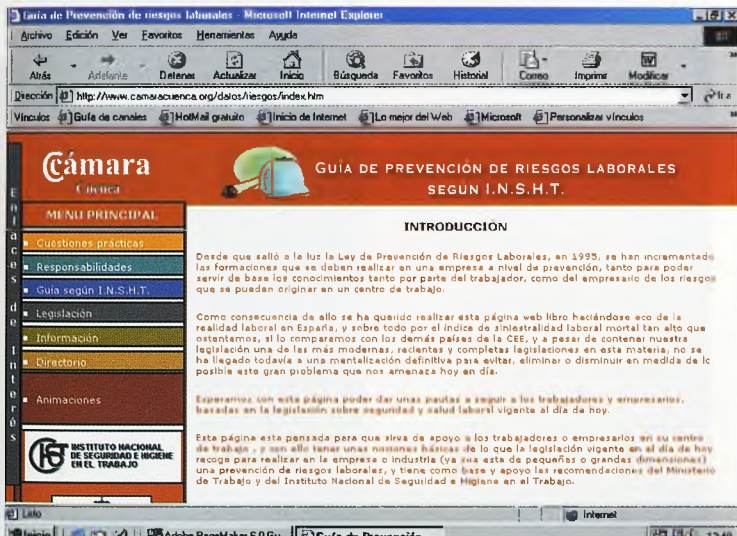 Guía de Prevención de riesgos laborales - Microsoft Internet Explorer
Archivo Edición Ver Favoritos Herramientas Ayuda
Atrás Adelante Detener Actualizar Inicio Búsqueda Favoritos Historial Correo Imprimir Modificar
Dirección http://www.camaracuenca.org/datos/riesgos/index.htm Ir a
Vínculos Guía de canales HotMail gratuito Inicio de Internet Lo mejor del Web Microsoft Personalizar vínculos
Cámara
Cuenca
GUÍA DE PREVENCIÓN DE RIESGOS LABORALES
SEGUN I.N.S.H.T.
Enlaces de Interés
MENU PRINCIPAL
Cuestiones prácticas
Responsabilidades
Guia según I.N.S.H.T.
Legislación
Información
Directorio
Animaciones
INSTITUTO NACIONAL
DE SEGURIDAD E HIGIENE
EN EL TRABAJO
INTRODUCCIÓN
Desde que salió a la luz la Ley de Prevención de Riesgos Laborales, en 1995, se han incrementado
las formaciones que se deben realizar en una empresa a nivel de prevención, tanto para poder
servir de base los conocimientos tanto por parte del trabajador, como del empresario de los riesgos
que se puedan originar en un centro de trabajo.
Como consecuencia de ello se ha querido realizar esta página web libro haciéndose eco de la
realidad laboral en España, y sobre todo por el índice de siniestralidad laboral mortal tan alto que
ostentamos, si lo comparamos con los demás países de la CEE, y a pesar de contener nuestra
legislación una de las más modernas, recientes y completas legislaciones en esta materia, no se
ha llegado todavía a una mentalización definitiva para evitar, eliminar o disminuir en medida de lo
posible este gran problema que nos amenaza hoy en día.
Esperamos con esta página poder dar unas pautas a seguir a los trabajadores y empresarios,
basadas en la legislación sobre seguridad y salud laboral vigente al día de hoy.
Esta página esta pensada para que sirva de apoyo a los trabajadores o empresarios en su centro
de trabajo, y con ello tener unas nociones básicas de lo que la legislación vigente en el día de hoy
recoge para realizar en la empresa o industria (ya sea esta de pequeñas o grandes dimensiones)
una prevención de riesgos laborales, y tiene como base y apoyo las recomendaciones del Ministerio
de Trabajo y del Instituto Nacional de Seguridad e Higiene en el Trabajo.
Listo Internet
Inicio Adobe PageMaker 6.0 Gu... Guía de Prevención...